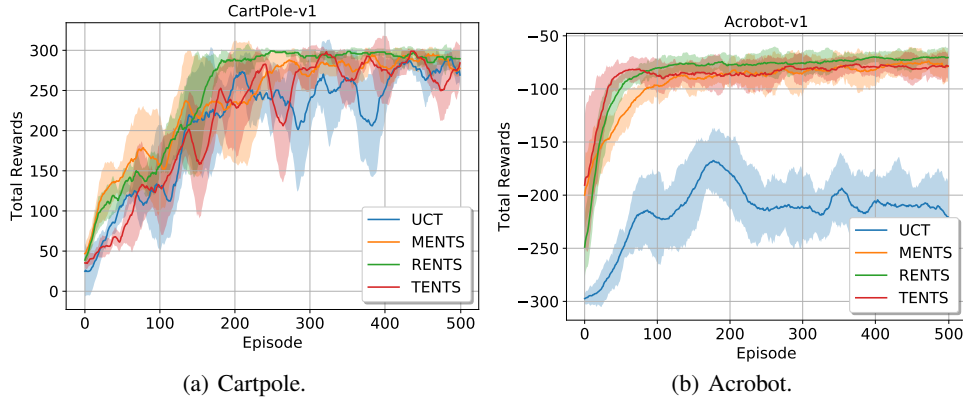 CartPole-v1
Total Rewards
300
250
200
150
100
50
0
0 100 200 300 400 500
Episode
UCT
MENTS
RENTS
TENTS
(a) Cartpole.
Acrobot-v1
Total Rewards
−50
−100
−150
−200
−250
−300
0 100 200 300 400 500
Episode
UCT
MENTS
RENTS
TENTS
(b) Acrobot.